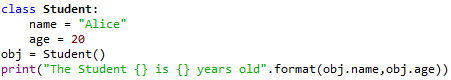 class Student:
    name = "Alice"
    age = 20
obj = Student()
print("The Student {} is {} years old".format(obj.name,obj.age))